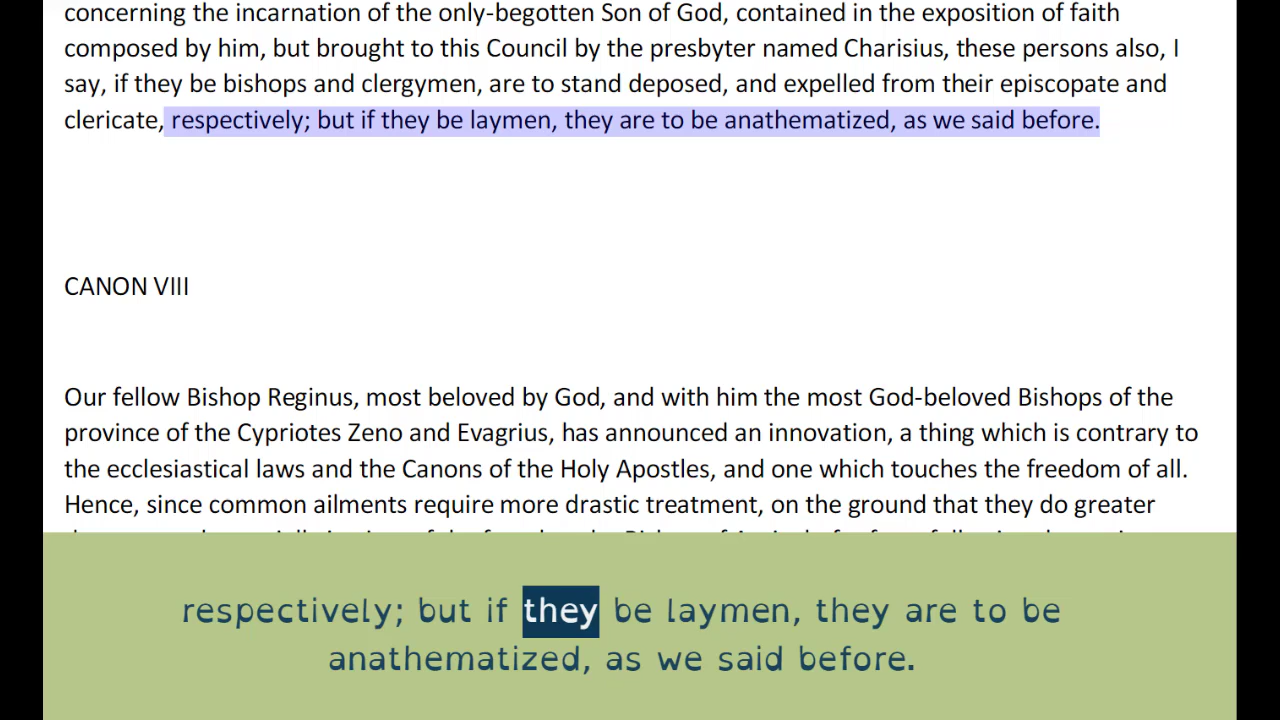 concerning the incarnation of the only-begotten Son of God, contained in the exposition of faith
composed by him, but brought to this Council by the presbyter named Charisius, these persons also, I
say, if they be bishops and clergymen, are to stand deposed, and expelled from their episcopate and
clericate, respectively; but if they be laymen, they are to be anathematized, as we said before.
CANON VIII
Our fellow Bishop Reginus, most beloved by God, and with him the most God-beloved Bishops of the
province of the Cypriotes Zeno and Evagrius, has announced an innovation, a thing which is contrary to
the ecclesiastical laws and the Canons of the Holy Apostles, and one which touches the freedom of all.
Hence, since common ailments require more drastic treatment, on the ground that they do greater
respectively; but if they be laymen, they are to be
anathematized, as we said before.